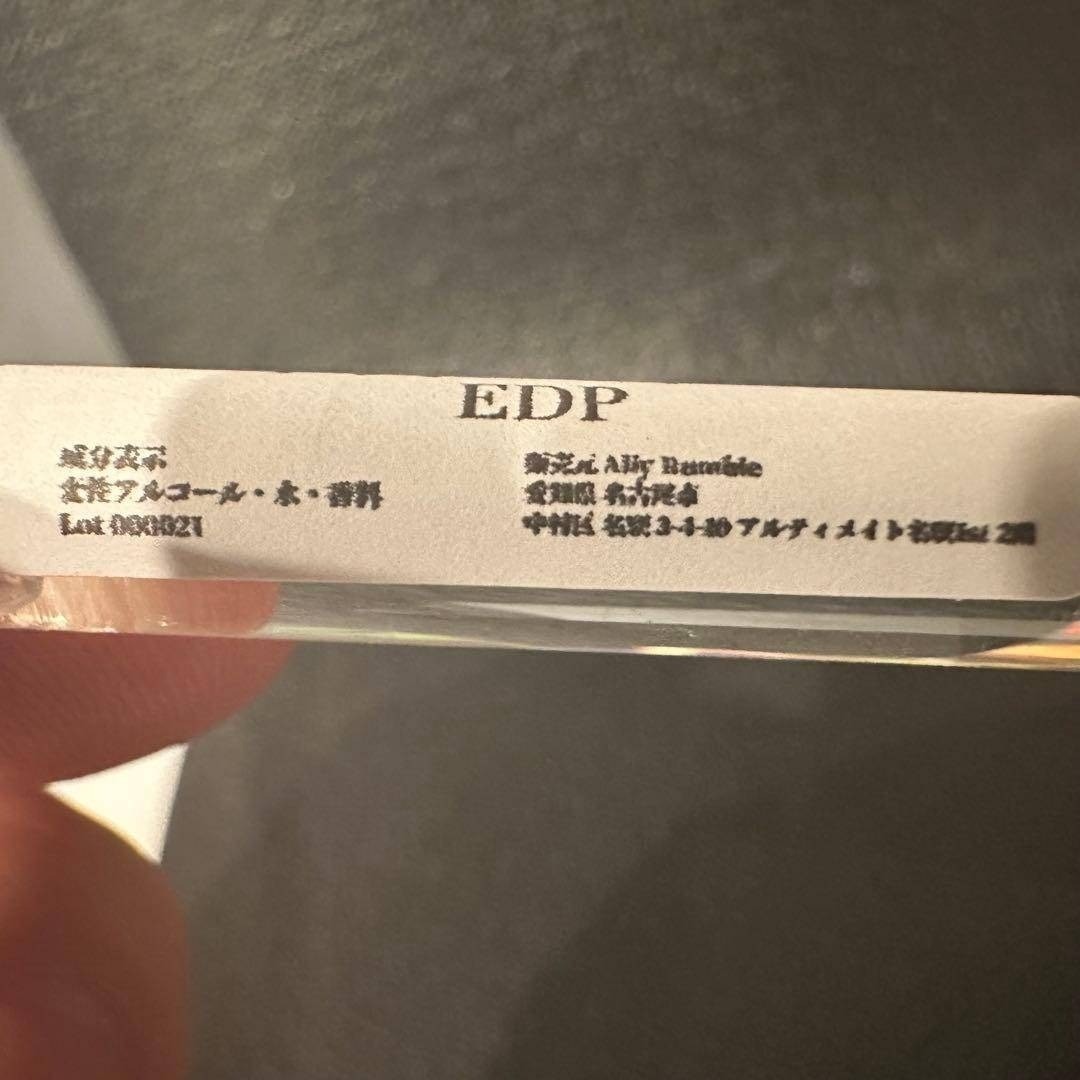 EDP
成分表示
変性アルコール・水・香料
Lot 000021
販売元 Ally Rumble
愛知県 名古屋市
中村区 名駅 3-4-10 アルティメイト名駅1st 2階